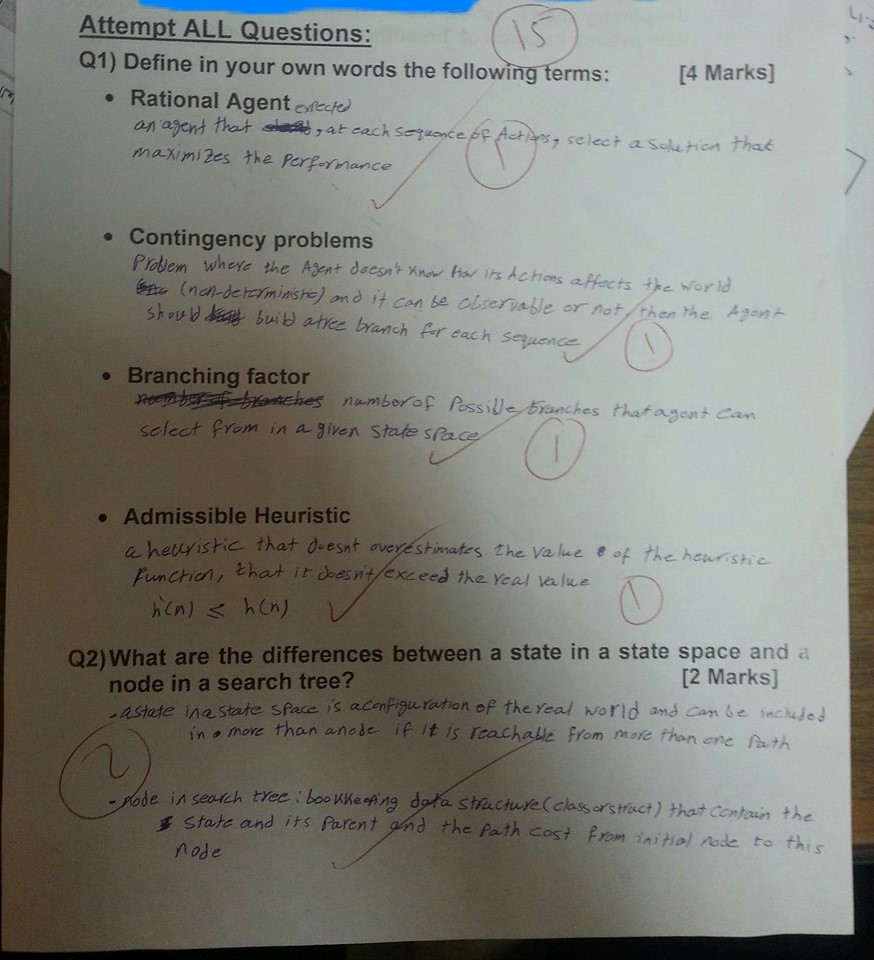 Attempt ALL Questions:
15
Q1) Define in your own words the following terms: [4 Marks]
• Rational Agent
expected
an agent that , at each sequence of Actions, select a solution that
maximizes the performance
1
• Contingency problems
Problem where the Agent doesn't know How its Actions affects the world
(non-deterministic) and it can be observable or not, then the Agent
should build a tree branch for each sequence
1
• Branching factor
number of branches number of Possible branches that agent can
select from in a given state space
1
• Admissible Heuristic
a heuristic that doesnt overestimates the value of the heuristic
function, that it doesn't exceed the real value
h'(n) ≤ h(n)
1
Q2) What are the differences between a state in a state space and a
node in a search tree? [2 Marks]
- a state in a state space is a configuration of the real world and can be included
in more than a node if it is reachable from more than one path
2
- node in search tree : bookkeeping data structure (class or struct) that contain the
state and its parent and the path cost from initial node to this
node